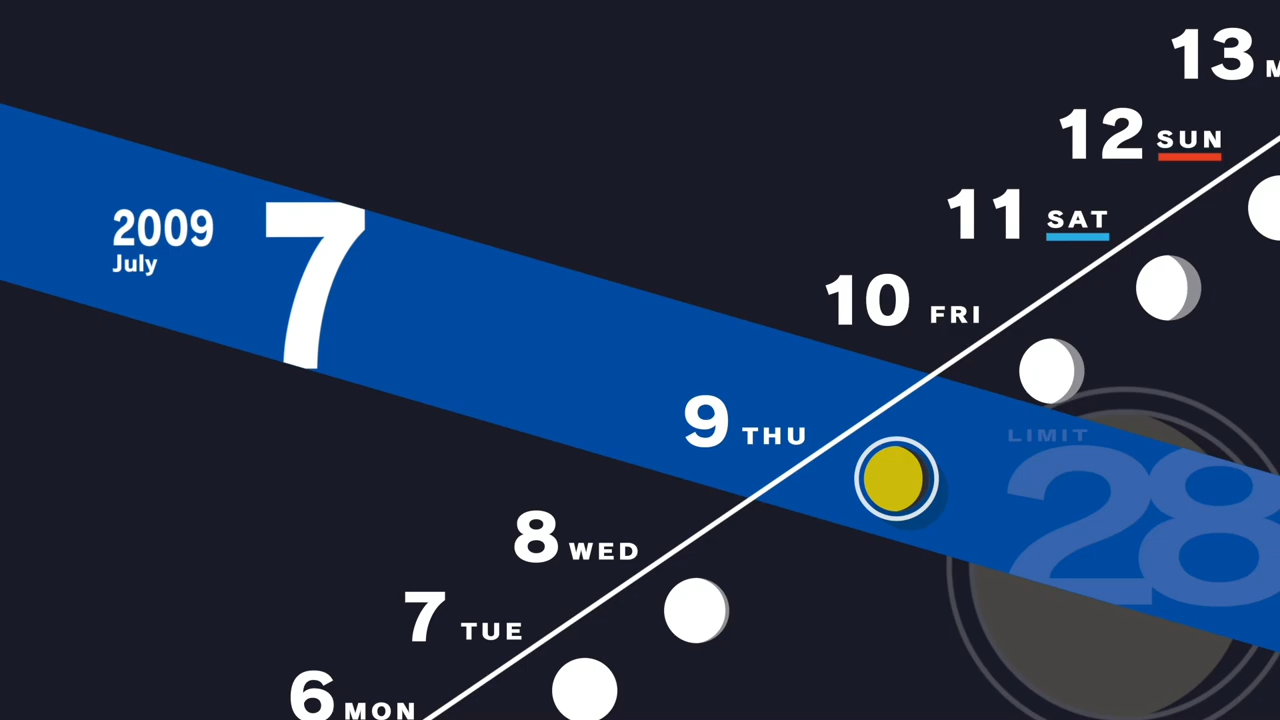 13 M
12 SUN
11 SAT
10 FRI
2009
July
7
9 THU
LIMIT
28
8 WED
7 TUE
6 MON